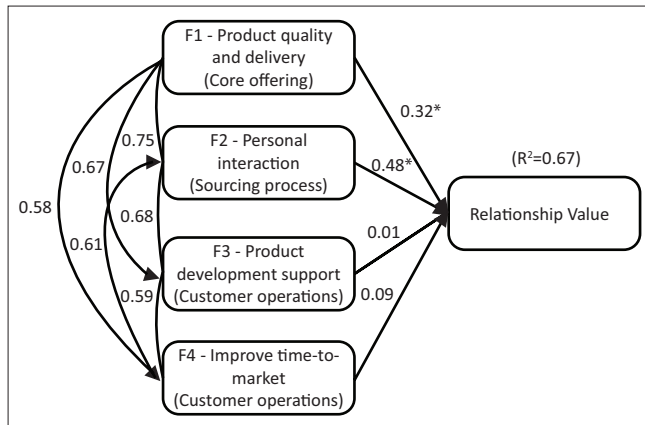 F1 - Product quality
and delivery
(Core offering)
0.32*
0.75
F2 - Personal
interaction
(Sourcing process)
0.67
0.48*
(R²=0.67)
0.58
Relationship Value
0.68
0.01
0.61
F3 - Product
development support
(Customer operations)
0.59
0.09
F4 - Improve time-to-
market
(Customer operations)